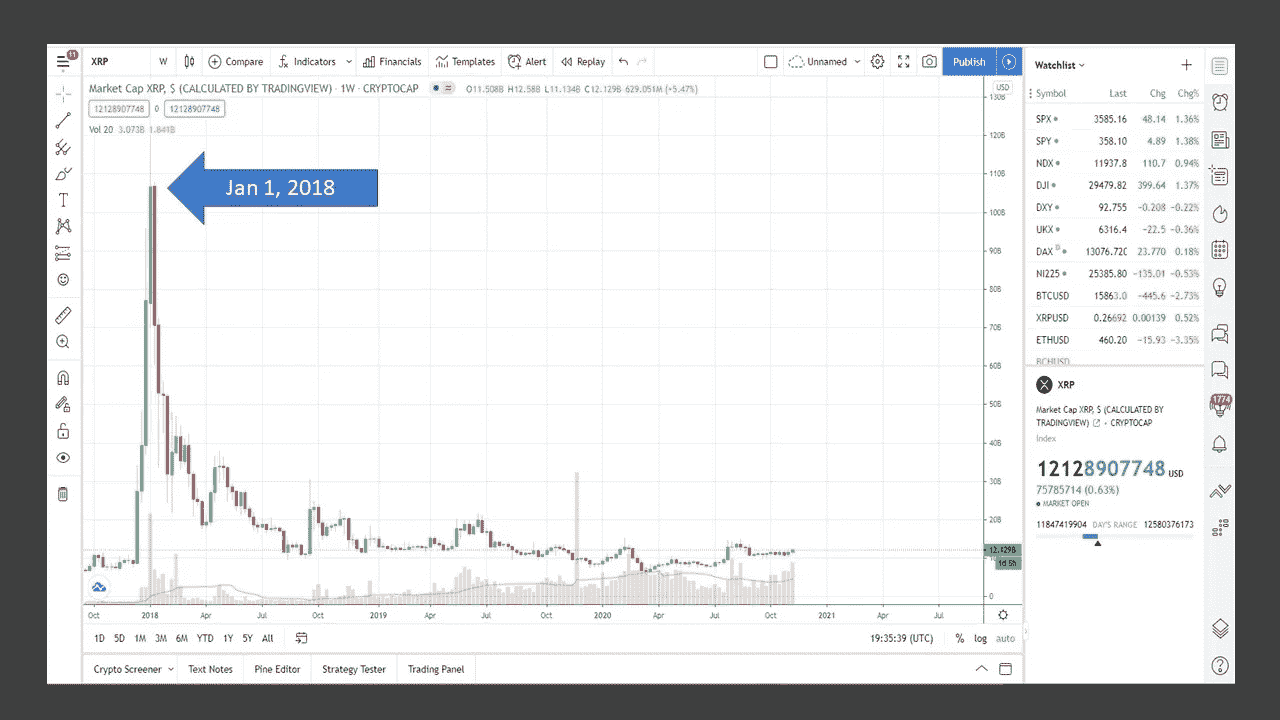 11
XRP W Compare Indicators Financials Templates Alert Replay Unnamed Publish
Market Cap XRP, $ (CALCULATED BY TRADINGVIEW) · 1W · CRYPTOCAP O11.508B H12.58B L11.134B C12.129B 629.051M (+5.47%)
12128907748 0 12128907748
Vol 20 3.073B 1.841B
Jan 1, 2018
USD
130B
120B
110B
100B
90B
80B
70B
60B
50B
40B
30B
20B
12.129B
1d 5h
0
Oct 2018 Apr Jul Oct 2019 Apr Jul Oct 2020 Apr Jul Oct 2021 Apr Jul
1D 5D 1M 3M 6M YTD 1Y 5Y All 19:35:39 (UTC) % log auto
Crypto Screener Text Notes Pine Editor Strategy Tester Trading Panel
Watchlist
Symbol Last Chg Chg%
SPX 3585.16 48.14 1.36%
SPY 358.10 4.89 1.38%
NDX 11937.8 110.7 0.94%
DJI 29479.82 399.64 1.37%
DXY 92.755 -0.208 -0.22%
UKX 6316.4 -22.5 -0.36%
DAX D 13076.72 23.770 0.18%
NI225 25385.80 -135.01 -0.53%
BTCUSD 15863.0 -445.6 -2.73%
XRPUSD 0.26692 0.00139 0.52%
ETHUSD 460.20 -15.93 -3.35%
BCHUSD
XRP
Market Cap XRP, $ (CALCULATED BY
TRADINGVIEW) · CRYPTOCAP
Index
12128907748 USD
75785714 (0.63%)
MARKET OPEN
11847419904 DAY'S RANGE 12580376173
1774